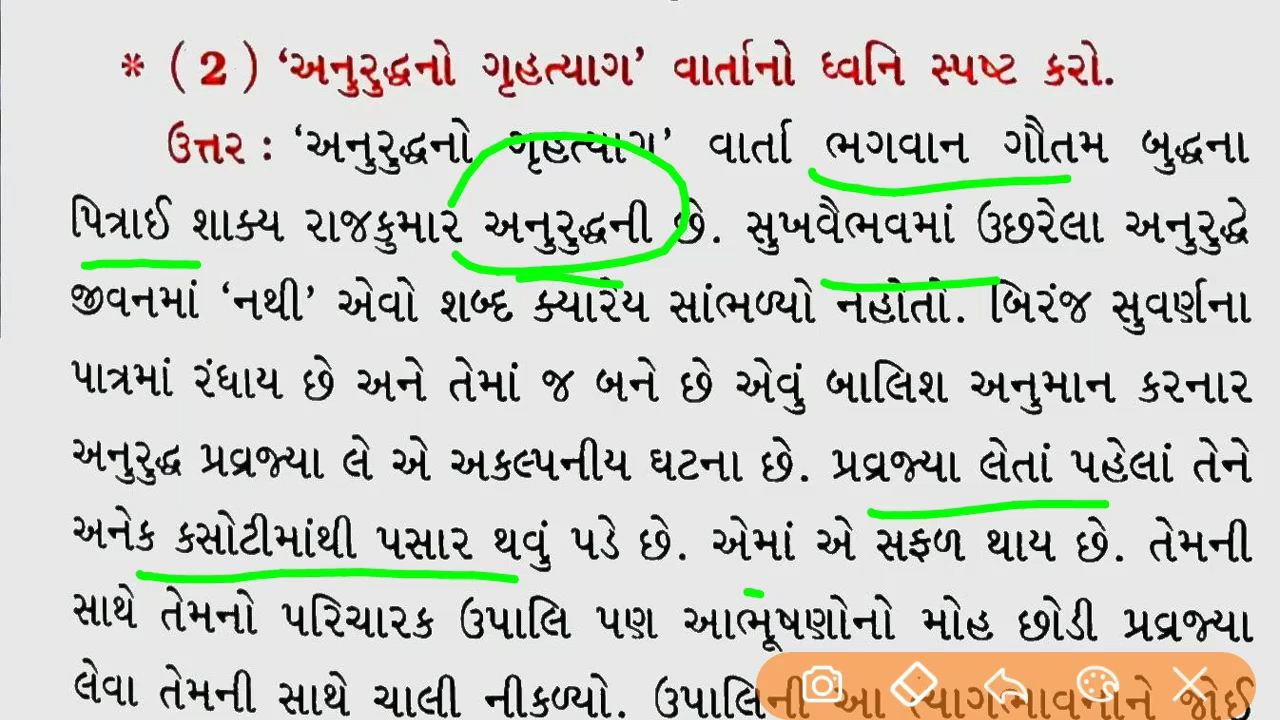 * (2) ‘અનુરુદ્ધનો ગૃહત્યાગ’ વાર્તાનો ધ્વનિ સ્પષ્ટ કરો.
ઉત્તર : ‘અનુરુદ્ધનો ગૃહત્યાગ’ વાર્તા ભગવાન ગૌતમ બુદ્ધના
પિત્રાઈ શાક્ય રાજકુમાર અનુરુદ્ધની છે. સુખવૈભવમાં ઉછરેલા અનુરુદ્ધે
જીવનમાં ‘નથી’ એવો શબ્દ ક્યારેય સાંભળ્યો નહોતો. બિરંજ સુવર્ણના
પાત્રમાં રંધાય છે અને તેમાં જ બને છે એવું બાલિશ અનુમાન કરનાર
અનુરુદ્ધ પ્રવ્રજ્યા લે એ અકલ્પનીય ઘટના છે. પ્રવ્રજ્યા લેતાં પહેલાં તેને
અનેક કસોટીમાંથી પસાર થવું પડે છે. એમાં એ સફળ થાય છે. તેમની
સાથે તેમનો પરિચારક ઉપાલિ પણ આભૂષણોનો મોહ છોડી પ્રવ્રજ્યા
લેવા તેમની સાથે ચાલી નીકળ્યો. ઉપાલિની આ ત્યાગભાવનાને જોઈ